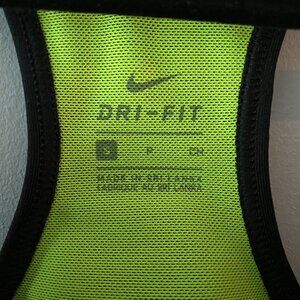 DRI-FIT
S P CH
MADE IN SRI LANKA
FABRIQUE AU SRI LANKA